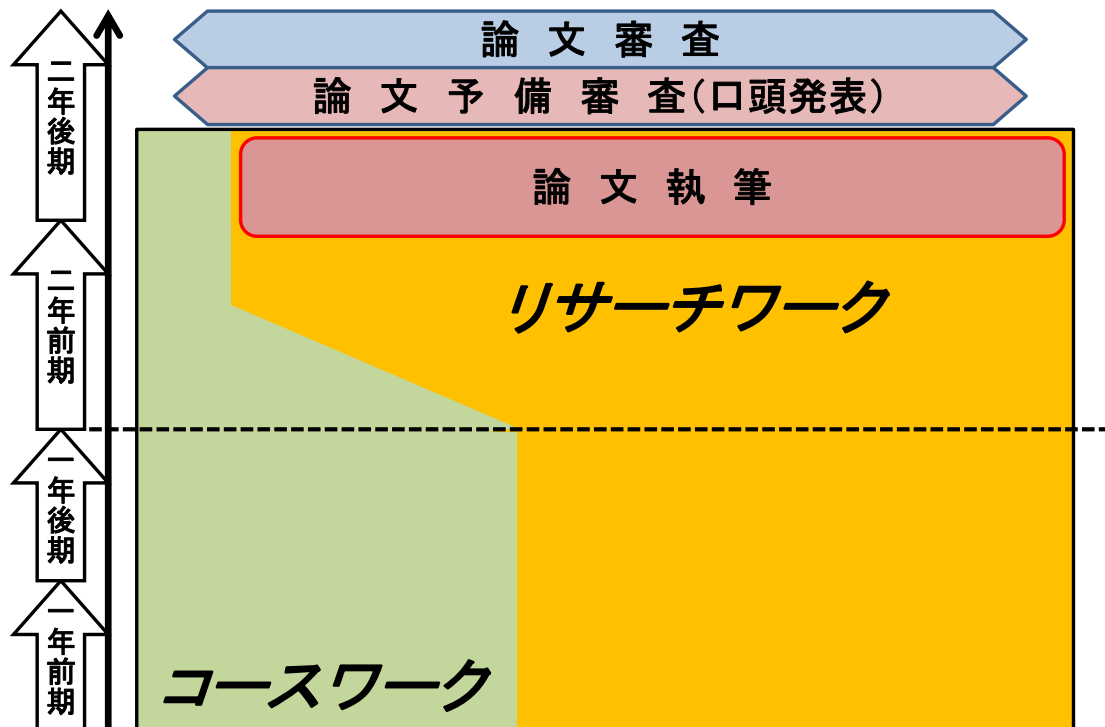 論文審査
論文予備審査(口頭発表)
論文執筆
リサーチワーク
コースワーク
二年後期
二年前期
一年後期
一年前期